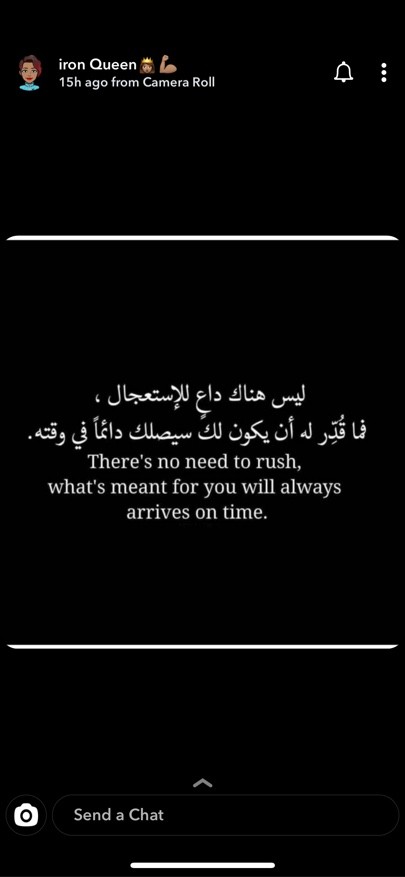 iron Queen 👸🏽💪🏽
15h ago from Camera Roll
ليس هناك داعٍ للإستعجال ،
فما قُدِّر له أن يكون لك سيصلك دائماً في وقته.
There's no need to rush,
what's meant for you will always
arrives on time.
Send a Chat